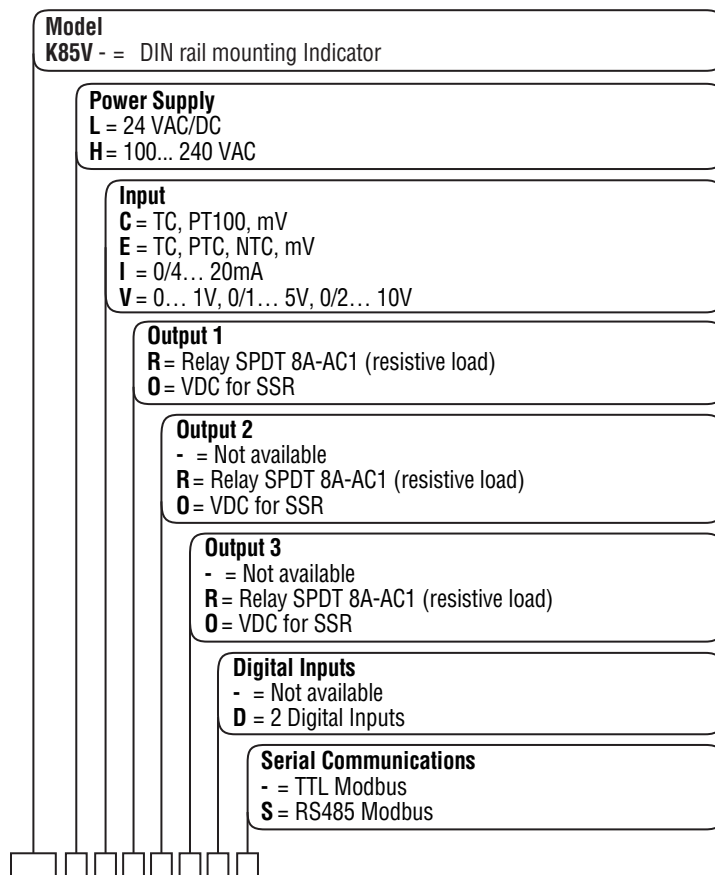 Model
K85V - = DIN rail mounting Indicator
Power Supply
L = 24 VAC/DC
H = 100... 240 VAC
Input
C = TC, PT100, mV
E = TC, PTC, NTC, mV
I = 0/4… 20mA
V = 0… 1V, 0/1… 5V, 0/2… 10V
Output 1
R = Relay SPDT 8A-AC1 (resistive load)
O = VDC for SSR
Output 2
- = Not available
R = Relay SPDT 8A-AC1 (resistive load)
O = VDC for SSR
Output 3
- = Not available
R = Relay SPDT 8A-AC1 (resistive load)
O = VDC for SSR
Digital Inputs
- = Not available
D = 2 Digital Inputs
Serial Communications
- = TTL Modbus
S = RS485 Modbus